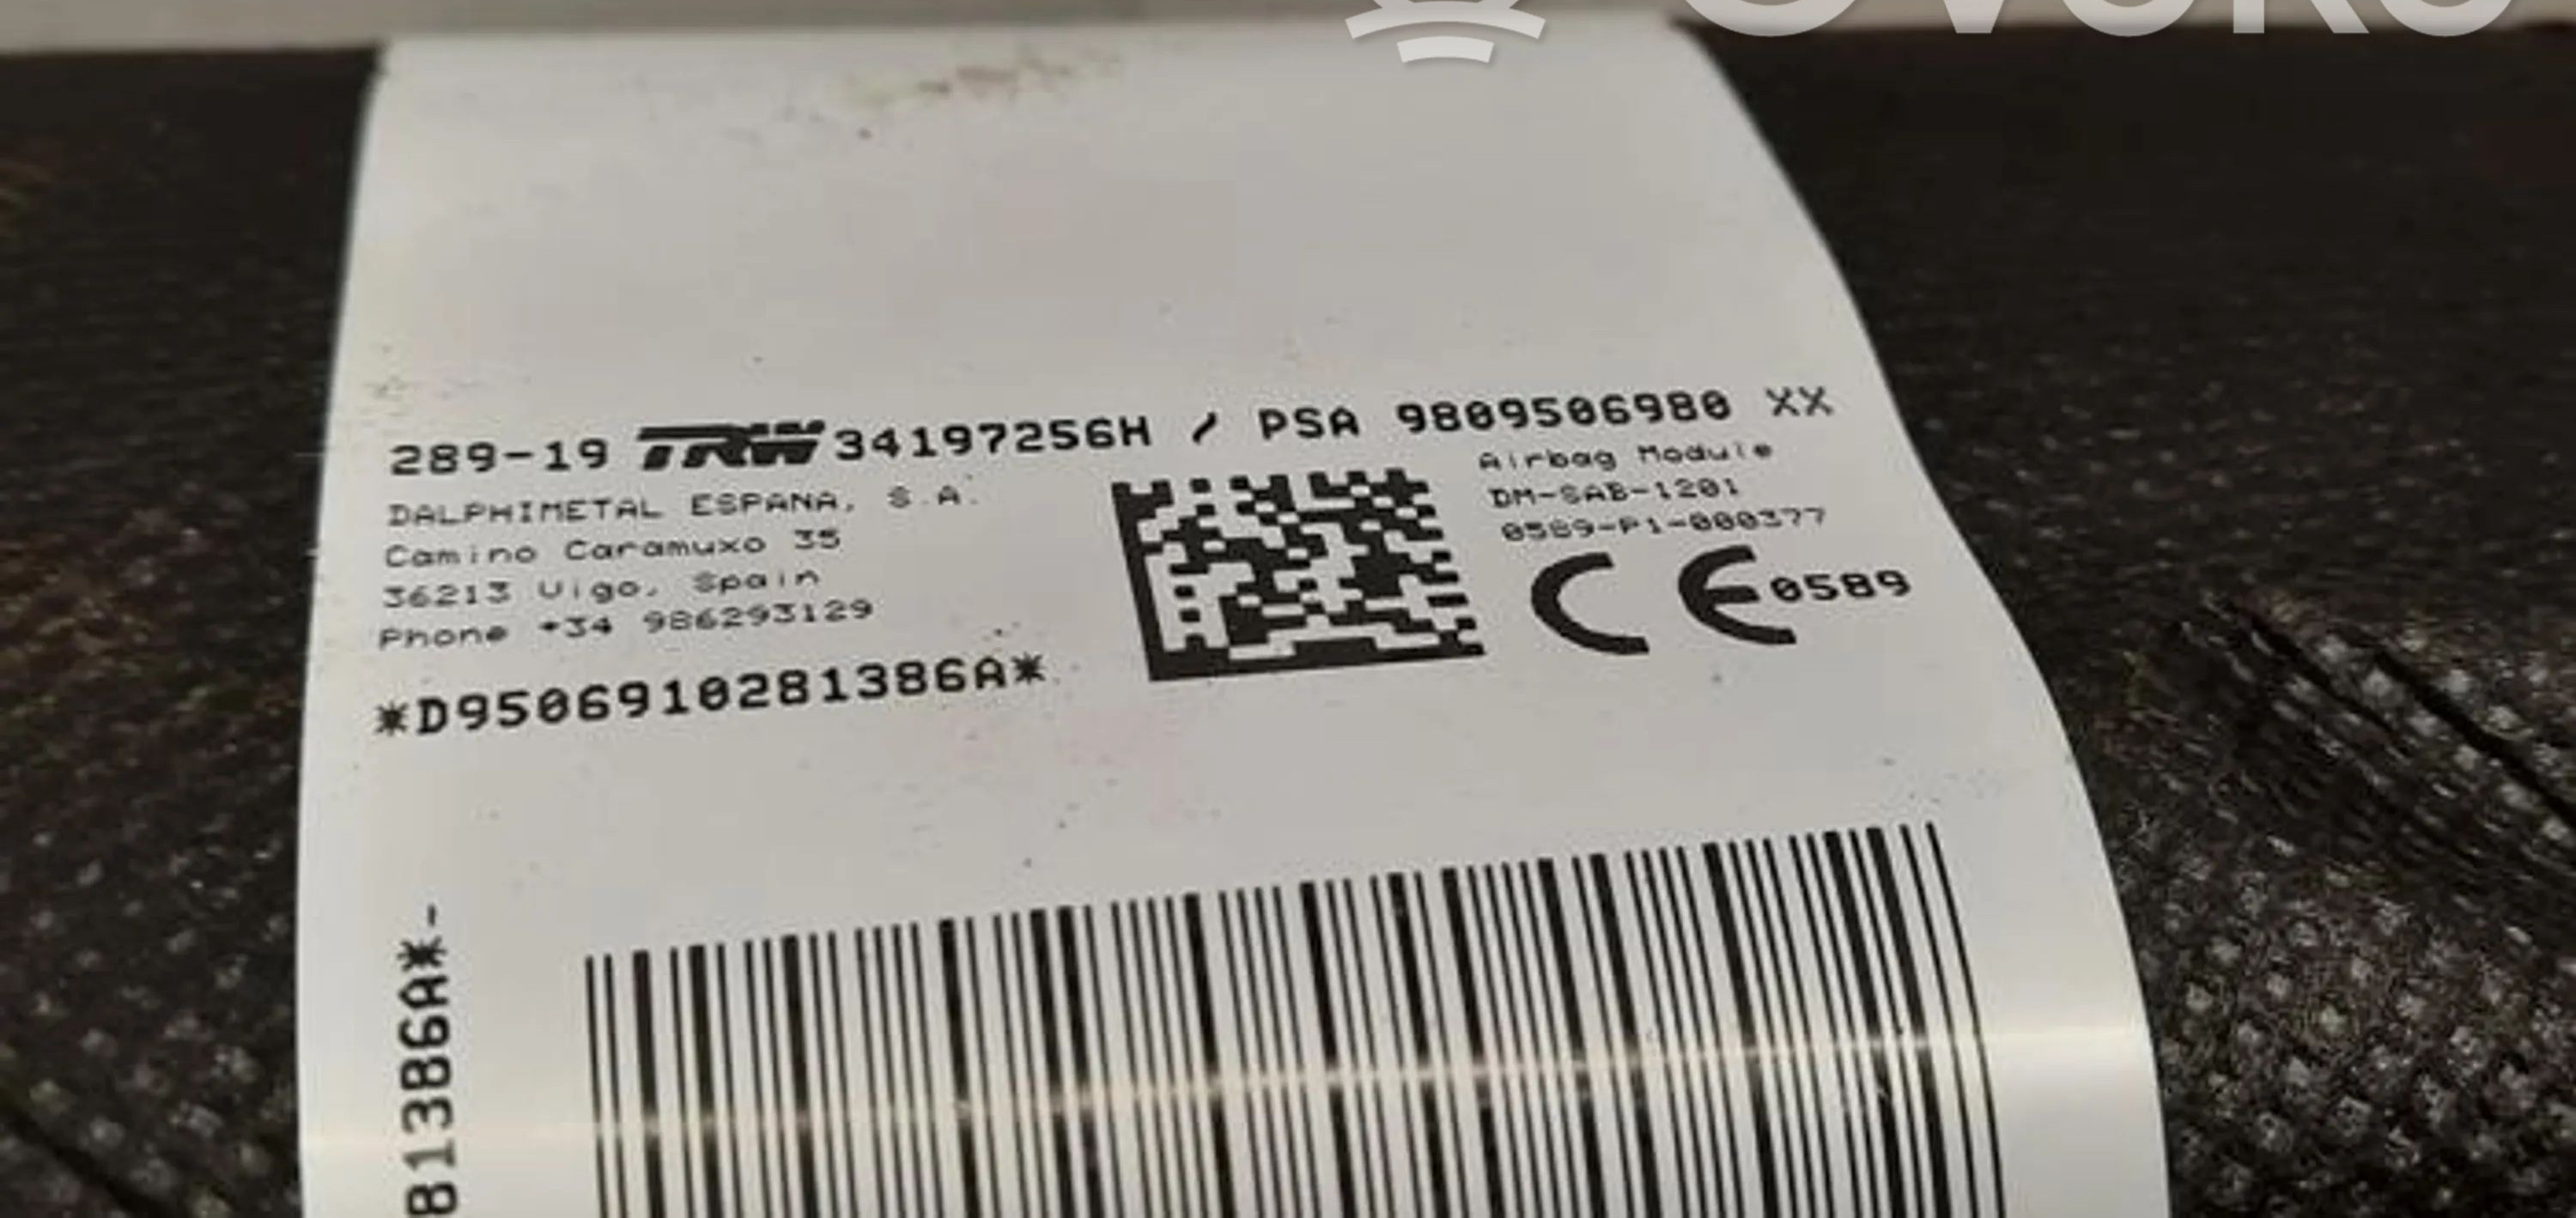 289-19 TRW 34197256H / PSA 9809506980 XX
DALPHIMETAL ESPANA, S.A.
Camino Caramuxo 35
36213 Vigo, Spain
Phone +34 986293129
*D9506910281386A*
Airbag Module
DM-SAB-1201
0589-P1-000377
CE 0589
81386A*-